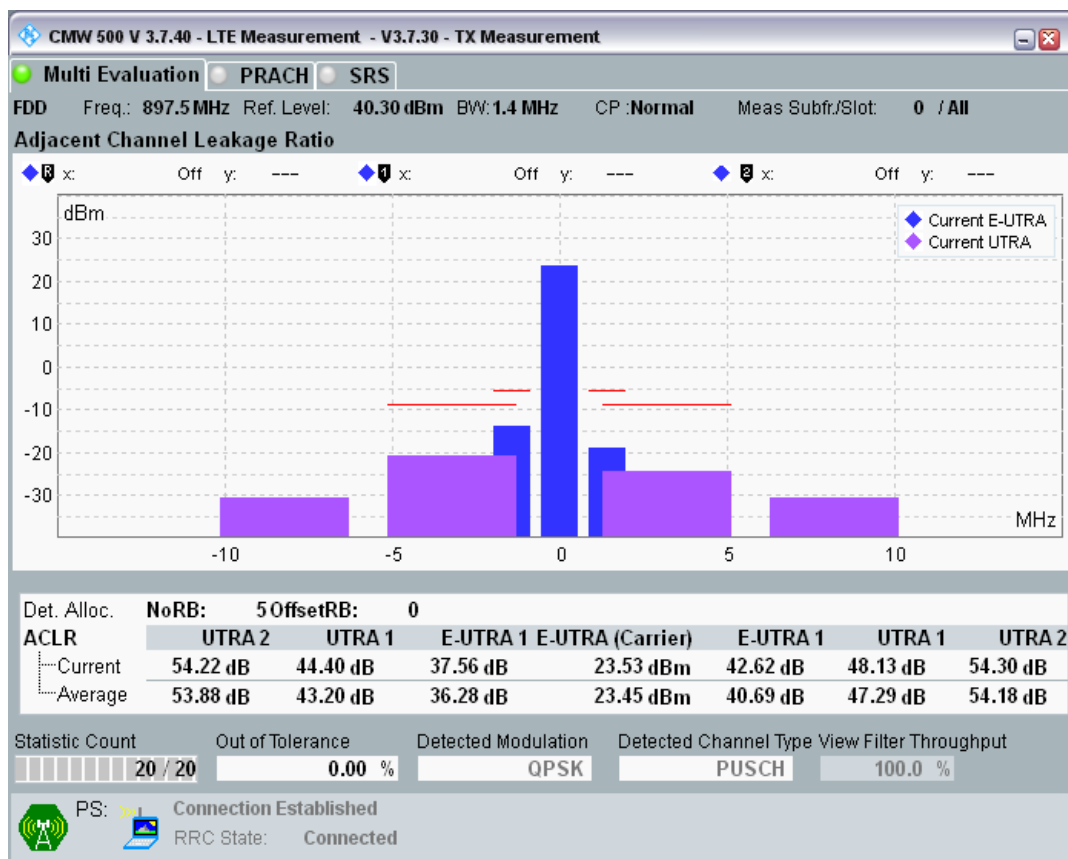 CMW 500 V 3.7.40 - LTE Measurement - V3.7.30 - TX Measurement
Multi Evaluation PRACH SRS
FDD Freq.: 897.5 MHz Ref. Level: 40.30 dBm BW: 1.4 MHz CP :Normal Meas Subfr./Slot: 0 / All
Adjacent Channel Leakage Ratio
R x: Off y: --- 1 x: Off y: --- 2 x: Off y: ---
dBm
Current E-UTRA
Current UTRA
30
20
10
0
-10
-20
-30
MHz
-10 -5 0 5 10
Det. Alloc. NoRB: 5 OffsetRB: 0
ACLR UTRA 2 UTRA 1 E-UTRA 1 E-UTRA (Carrier) E-UTRA 1 UTRA 1 UTRA 2
Current 54.22 dB 44.40 dB 37.56 dB 23.53 dBm 42.62 dB 48.13 dB 54.30 dB
Average 53.88 dB 43.20 dB 36.28 dB 23.45 dBm 40.69 dB 47.29 dB 54.18 dB
Statistic Count Out of Tolerance Detected Modulation Detected Channel Type View Filter Throughput
20 / 20 0.00 % QPSK PUSCH 100.0 %
PS: Connection Established
RRC State: Connected